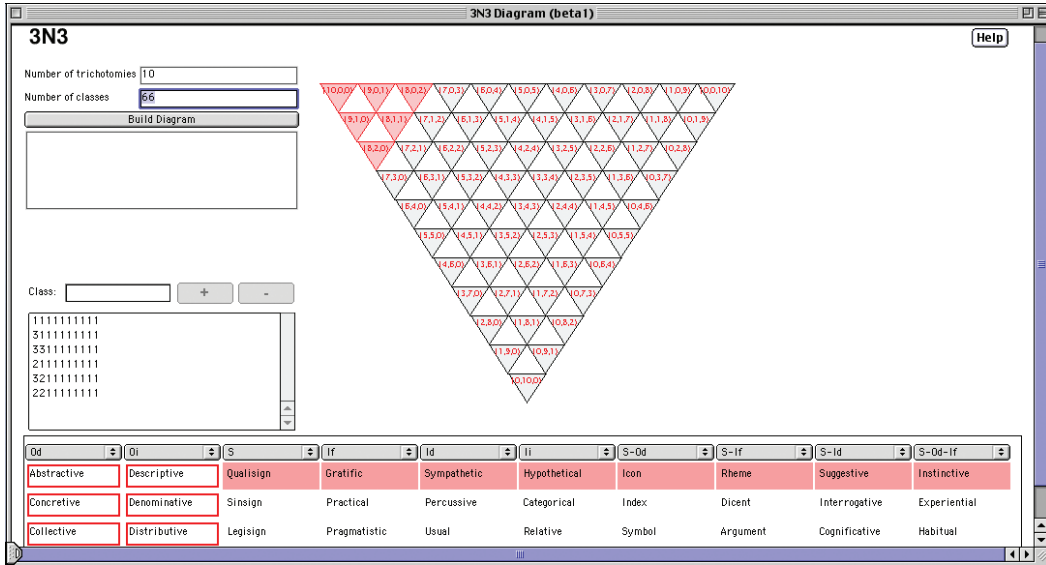 3N3 Diagram (beta1)
3N3
Help
Number of trichotomies 10
Number of classes 66
Build Diagram
(10,0,0) (9,0,1) (8,0,2) (7,0,3) (6,0,4) (5,0,5) (4,0,6) (3,0,7) (2,0,8) (1,0,9) (0,0,10)
(9,1,0) (8,1,1) (7,1,2) (6,1,3) (5,1,4) (4,1,5) (3,1,6) (2,1,7) (1,1,8) (0,1,9)
(8,2,0) (7,2,1) (6,2,2) (5,2,3) (4,2,4) (3,2,5) (2,2,6) (1,2,7) (0,2,8)
(7,3,0) (6,3,1) (5,3,2) (4,3,3) (3,3,4) (2,3,5) (1,3,6) (0,3,7)
(6,4,0) (5,4,1) (4,4,2) (3,4,3) (2,4,4) (1,4,5) (0,4,6)
(5,5,0) (4,5,1) (3,5,2) (2,5,3) (1,5,4) (0,5,5)
(4,6,0) (3,6,1) (2,6,2) (1,6,3) (0,6,4)
(3,7,0) (2,7,1) (1,7,2) (0,7,3)
(2,8,0) (1,8,1) (0,8,2)
(1,9,0) (0,9,1)
(0,10,0)
Class: + -
1111111111
3111111111
3311111111
2111111111
3211111111
2211111111
Od Oi S If Id Ii S-Od S-If S-Id S-Od-If
Abstractive Descriptive Qualisign Gratific Sympathetic Hypothetical Icon Rheme Suggestive Instinctive
Concretive Denominative Sinsign Practical Percussive Categorical Index Dicent Interrogative Experiential
Collective Distributive Legisign Pragmatistic Usual Relative Symbol Argument Cognificative Habitual